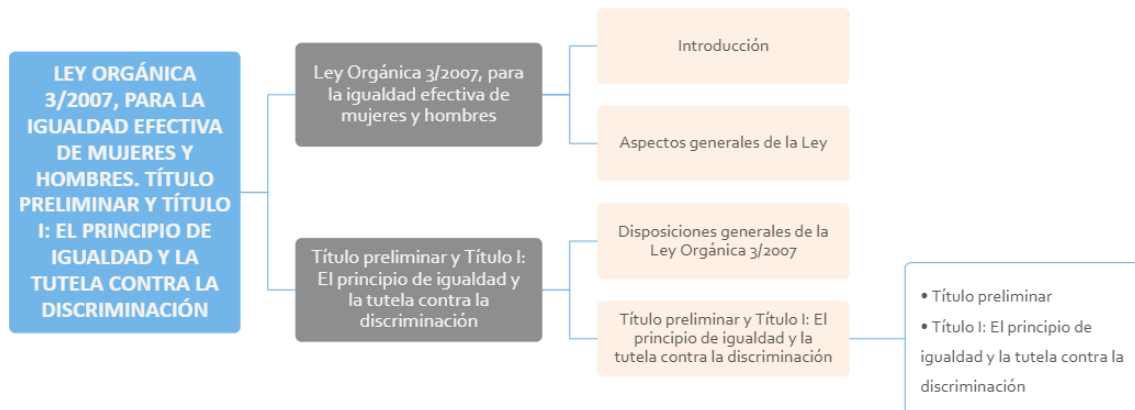 LEY ORGÁNICA
3/2007, PARA LA
IGUALDAD EFECTIVA
DE MUJERES Y
HOMBRES. TÍTULO
PRELIMINAR Y TÍTULO
I: EL PRINCIPIO DE
IGUALDAD Y LA
TUTELA CONTRA LA
DISCRIMINACIÓN
Ley Orgánica 3/2007, para
la igualdad efectiva de
mujeres y hombres
Introducción
Aspectos generales de la Ley
Título preliminar y Título I:
El principio de igualdad y
la tutela contra la
discriminación
Disposiciones generales de la
Ley Orgánica 3/2007
Título preliminar y Título I: El
principio de igualdad y la
tutela contra la discriminación
• Título preliminar
• Título I: El principio de
igualdad y la tutela contra la
discriminación